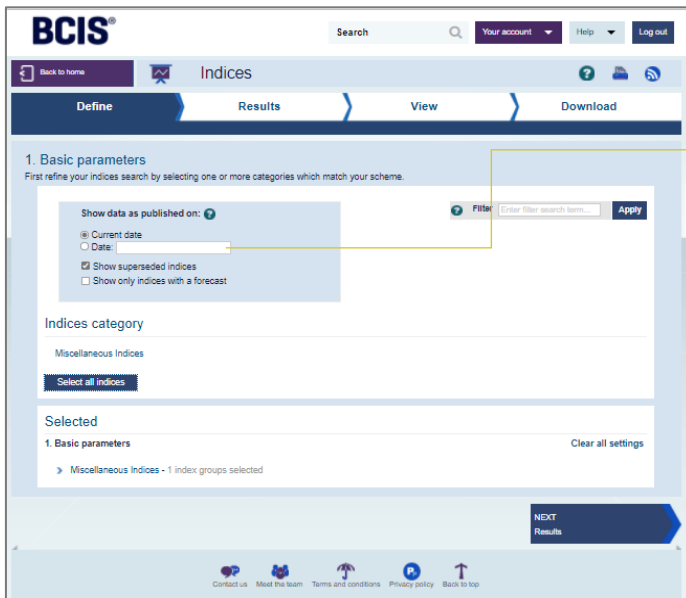 BCIS®
Search
Your account
Help
Log out
Back to home
Indices
Define
Results
View
Download
1. Basic parameters
First refine your indices search by selecting one or more categories which match your scheme.
Show data as published on:
Filter Enter filter search term... Apply
Current date
Date:
Show superseded indices
Show only indices with a forecast
Indices category
Miscellaneous Indices
Select all indices
Selected
1. Basic parameters
Clear all settings
Miscellaneous Indices - 1 index groups selected
NEXT
Results
Contact us Meet the team Terms and conditions Privacy policy Back to top